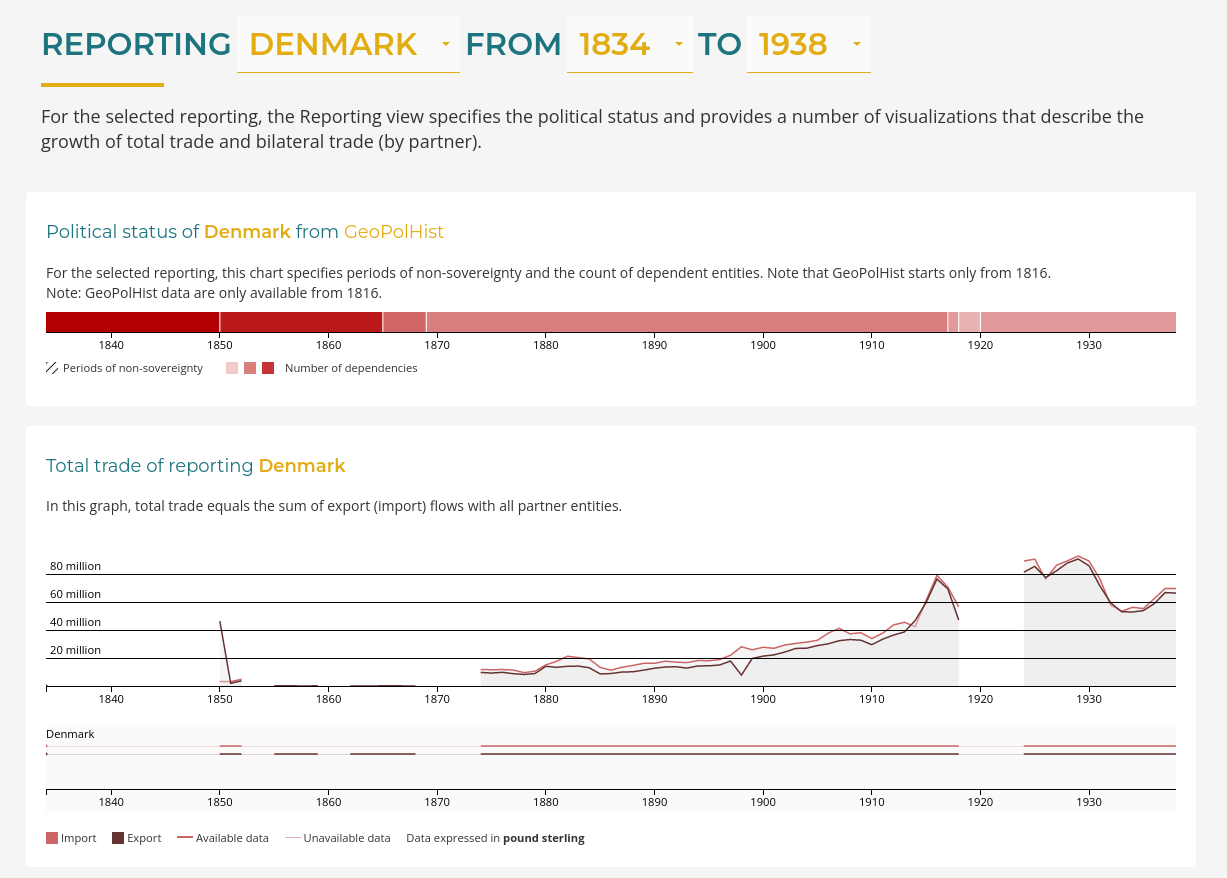 REPORTING DENMARK FROM 1834 TO 1938
For the selected reporting, the Reporting view specifies the political status and provides a number of visualizations that describe the
growth of total trade and bilateral trade (by partner).
Political status of Denmark from GeoPolHist
For the selected reporting, this chart specifies periods of non-sovereignty and the count of dependent entities. Note that GeoPolHist starts only from 1816.
Note: GeoPolHist data are only available from 1816.
1840 1850 1860 1870 1880 1890 1900 1910 1920 1930
Periods of non-sovereignty Number of dependencies
Total trade of reporting Denmark
In this graph, total trade equals the sum of export (import) flows with all partner entities.
80 million
60 million
40 million
20 million
1840 1850 1860 1870 1880 1890 1900 1910 1920 1930
Denmark
1840 1850 1860 1870 1880 1890 1900 1910 1920 1930
Import Export Available data Unavailable data Data expressed in pound sterling